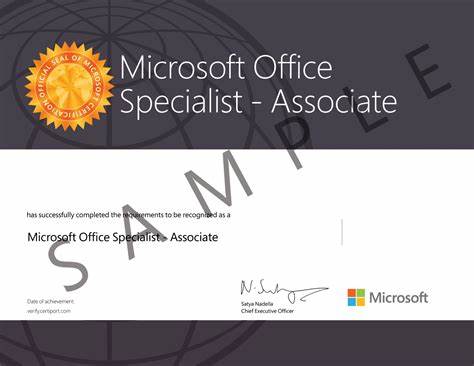 OFFICIAL SEAL OF MICROSOFT CERTIFICATION
Microsoft Office
Specialist - Associate
SAMPLE
has successfully completed the requirements to be recognized as a
Microsoft Office Specialist - Associate
Date of achievement:
verify.certiport.com
Satya Nadella
Chief Executive Officer
Microsoft